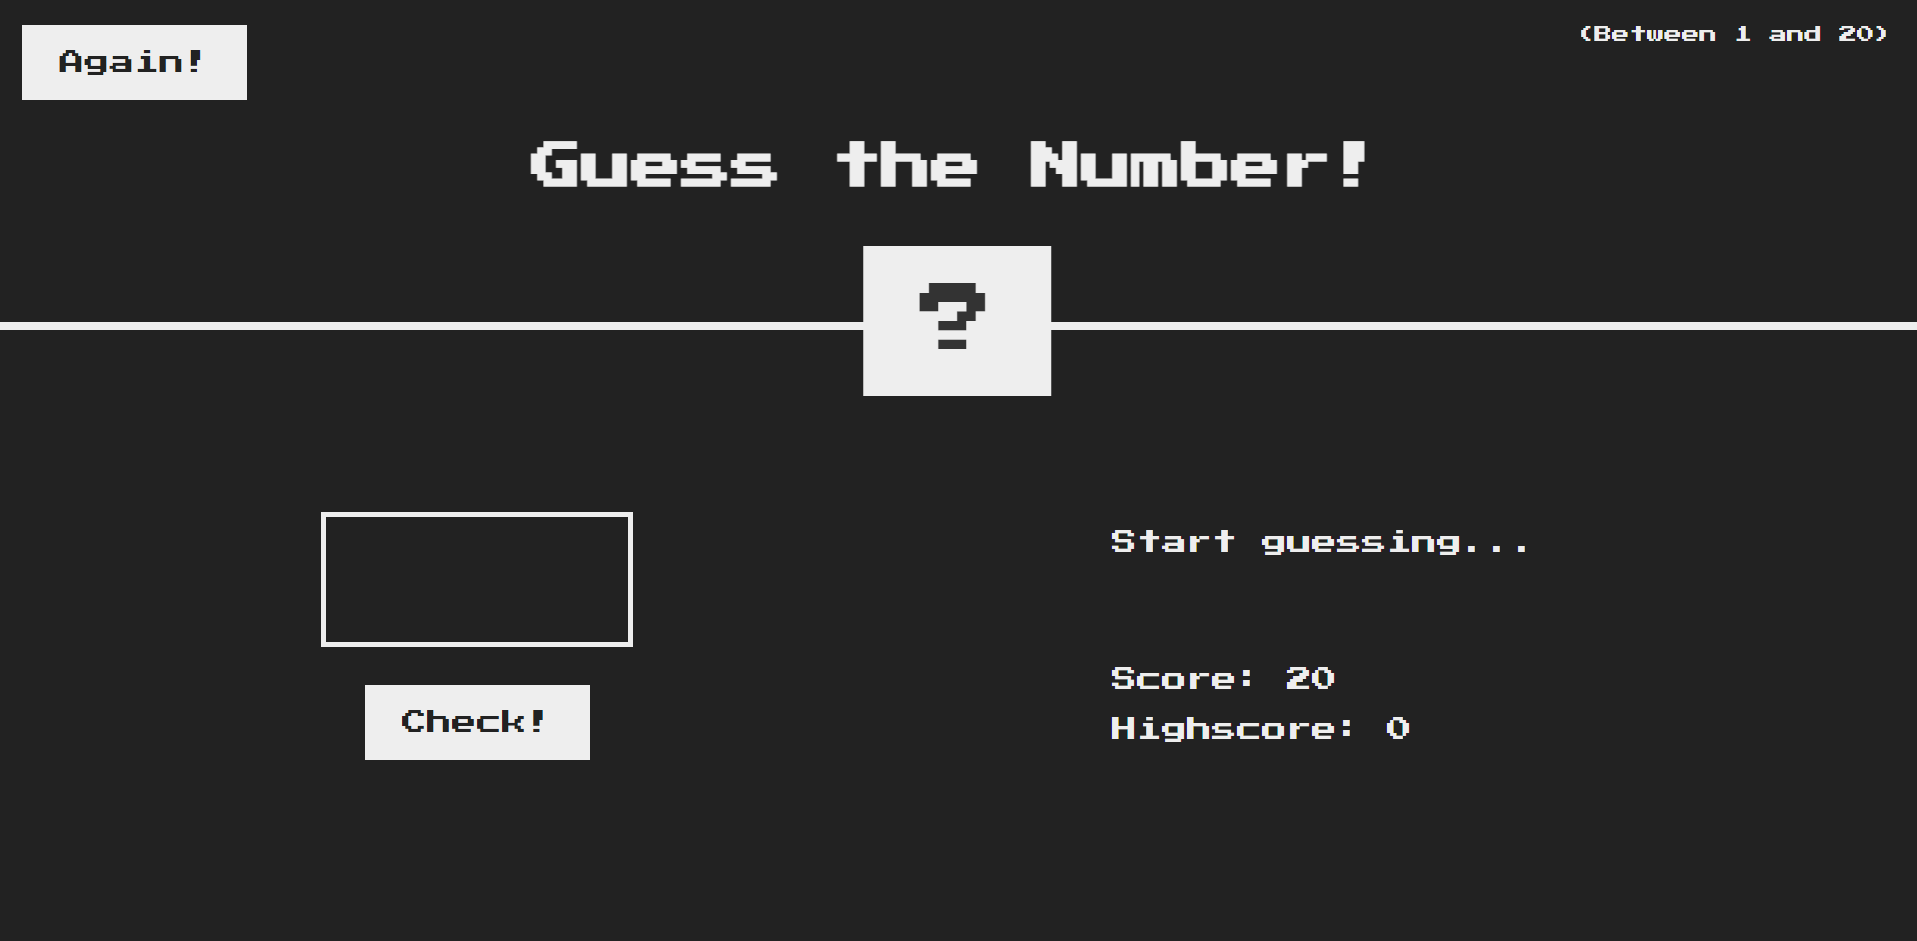 Again!
(Between 1 and 20)
Guess the Number!
?
Start guessing...
Check!
Score: 20
Highscore: 0